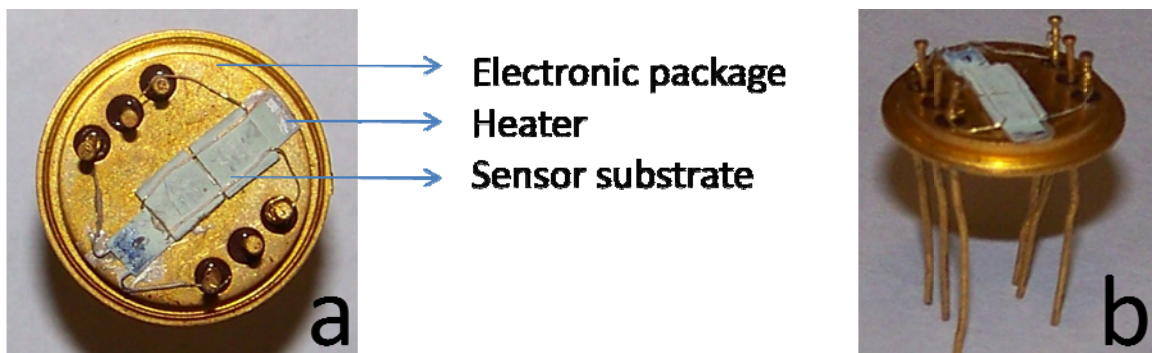 Electronic package
Heater
Sensor substrate
a
b